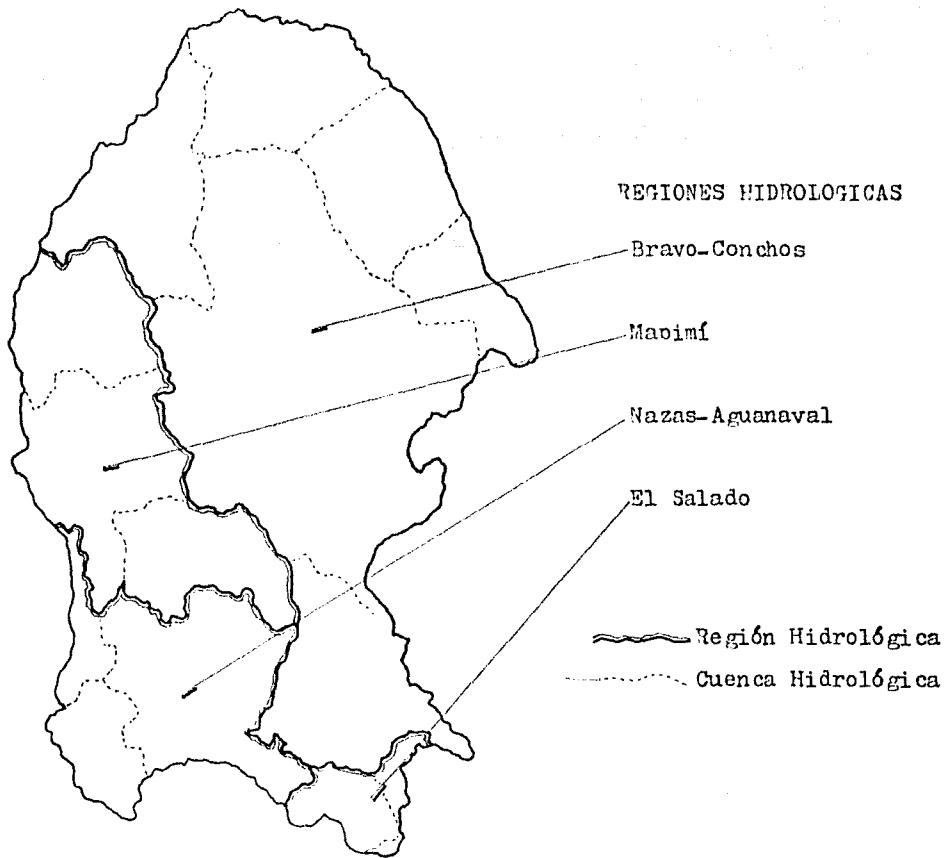 REGIONES HIDROLOGICAS
Bravo-Conchos
Mapimí
Nazas-Aguanaval
El Salado
Región Hidrológica
Cuenca Hidrológica